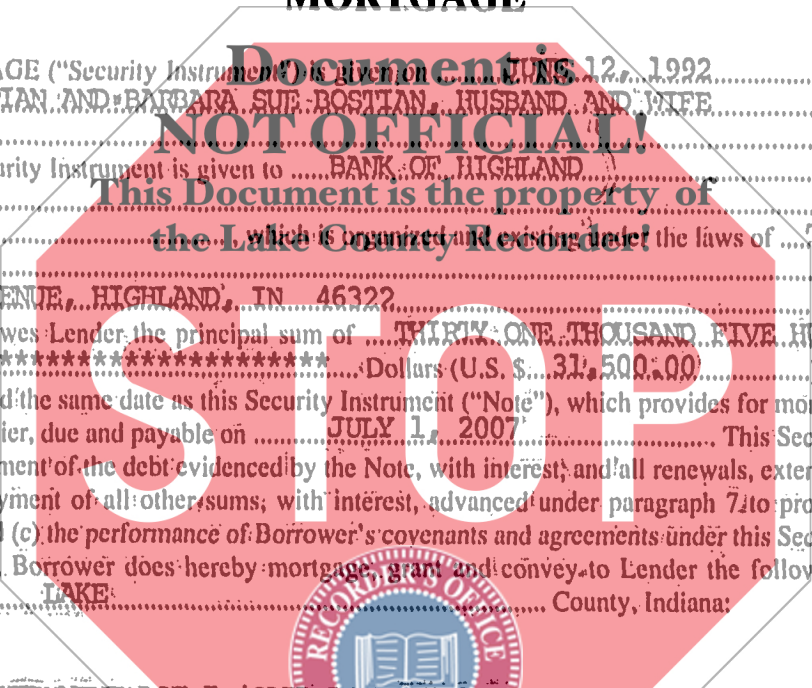 MORTGAGE
Document is
AGE ("Security Instrument") is given on JUNE 12, 1992
TIAN AND BARBARA SUE BOSTIAN, HUSBAND AND WIFE
NOT OFFICIAL!
urity Instrument is given to BANK OF HIGHLAND
This Document is the property of
the Lake County Recorder!
, which is organized and existing under the laws of
ENUE, HIGHLAND, IN 46322
wes Lender the principal sum of THIRTY ONE THOUSAND FIVE HU
********************* Dollars (U.S. $ 31,500.00)
d the same date as this Security Instrument ("Note"), which provides for mo
ier, due and payable on JULY 1, 2007. This Sec
ment of the debt evidenced by the Note, with interest, and all renewals, exte
yment of all other sums, with interest, advanced under paragraph 7 to pro
(c) the performance of Borrower's covenants and agreements under this Sec
Borrower does hereby mortgage, grant and convey to Lender the follow
LAKE County, Indiana:
STOP
RECORDER'S OFFICE